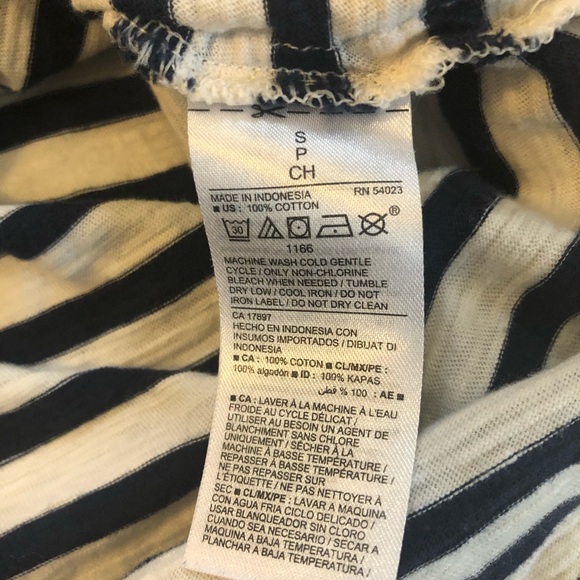 S
P
CH
MADE IN INDONESIA RN 54023
■ US : 100% COTTON
30 ®
1166
MACHINE WASH COLD GENTLE
CYCLE / ONLY NON-CHLORINE
BLEACH WHEN NEEDED / TUMBLE
DRY LOW / COOL IRON / DO NOT
IRON LABEL / DO NOT DRY CLEAN
CA 17897
HECHO EN INDONESIA CON
INSUMOS IMPORTADOS / DIBUAT DI
INDONESIA
■ CA : 100% COTON ■ CL/MX/PE :
100% algodón ■ ID : 100% KAPAS
قطن % 100 : AE ■
■ CA : LAVER À LA MACHINE À L'EAU
FROIDE AU CYCLE DÉLICAT /
UTILISER AU BESOIN UN AGENT DE
BLANCHIMENT SANS CHLORE
UNIQUEMENT / SÉCHER À LA
MACHINE À BASSE TEMPÉRATURE /
REPASSER À BASSE TEMPÉRATURE /
NE PAS REPASSER SUR
L'ÉTIQUETTE / NE PAS NETTOYER À
SEC ■ CL/MX/PE : LAVAR A MAQUINA
CON AGUA FRIA CICLO DELICADO /
USAR BLANQUEADOR SIN CLORO
CUANDO SEA NECESARIO / SECAR A
MAQUINA A BAJA TEMPERATURA /
PLANCHAR A BAJA TEMPERATURA /